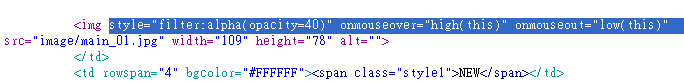 <img style="filter:alpha(opacity=40)" onmouseover="high(this)" onmouseout="low(this)"
src="image/main_01.jpg" width="109" height="78" alt="">
</td>
<td rowspan="4" bgcolor="#FFFFFF"><span class="style1">NEW</span></td>